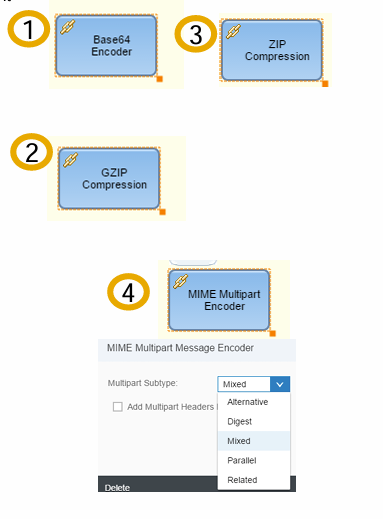 1
Base64
Encoder
3
ZIP
Compression
2
GZIP
Compression
4
MIME Multipart
Encoder
MIME Multipart Message Encoder
Multipart Subtype:
Mixed
Add Multipart Headers
Alternative
Digest
Mixed
Parallel
Related
Delete